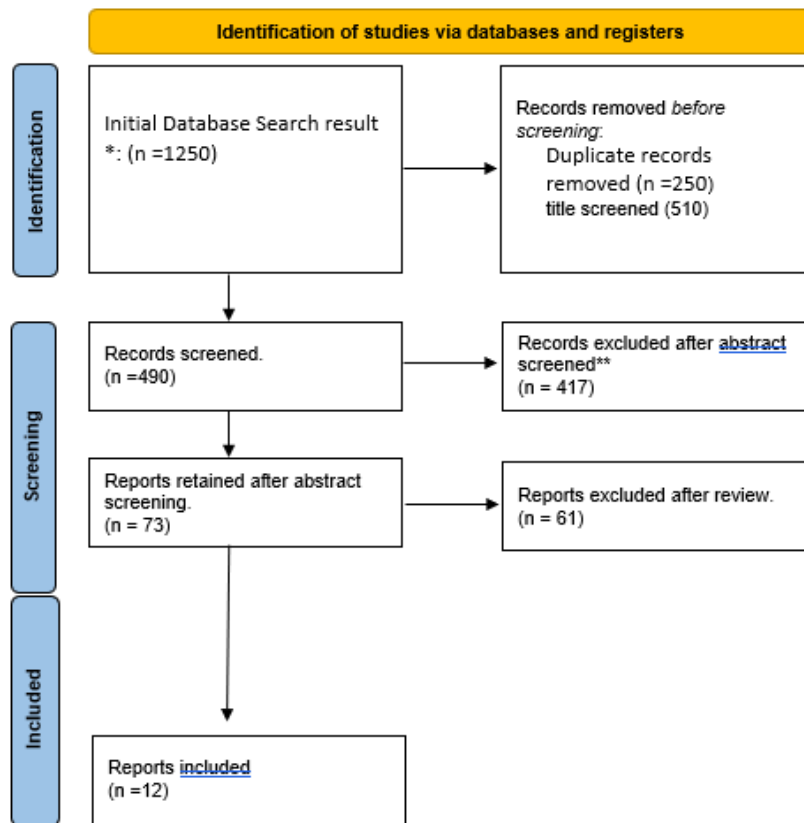 Identification of studies via databases and registers
Identification
Initial Database Search result
*: (n =1250)
Records removed before
screening:
Duplicate records
removed (n =250)
title screened (510)
Screening
Records screened.
(n =490)
Records excluded after abstract
screened**
(n = 417)
Reports retained after abstract
screening.
(n = 73)
Reports excluded after review.
(n = 61)
Included
Reports included
(n =12)